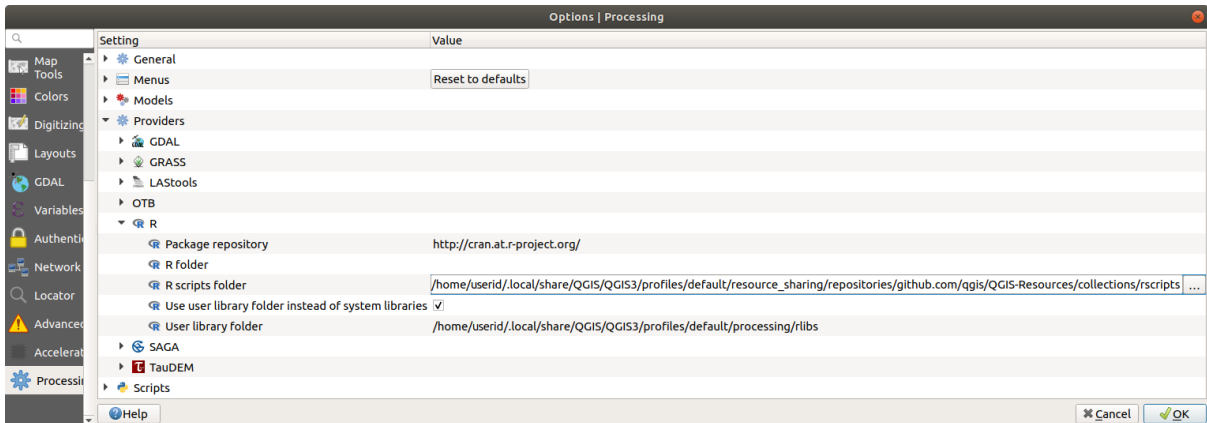 Options | Processing
Setting Value
Map Tools
Colors
Digitizing
Layouts
GDAL
Variables
Authenti
Network
Locator
Advanced
Accelerat
Processin
General
Menus Reset to defaults
Models
Providers
GDAL
GRASS
LAStools
OTB
R
Package repository http://cran.at.r-project.org/
R folder
R scripts folder /home/userid/.local/share/QGIS/QGIS3/profiles/default/resource_sharing/repositories/github.com/qgis/QGIS-Resources/collections/rscripts ...
Use user library folder instead of system libraries
User library folder /home/userid/.local/share/QGIS/QGIS3/profiles/default/processing/rlibs
SAGA
TauDEM
Scripts
Help Cancel OK